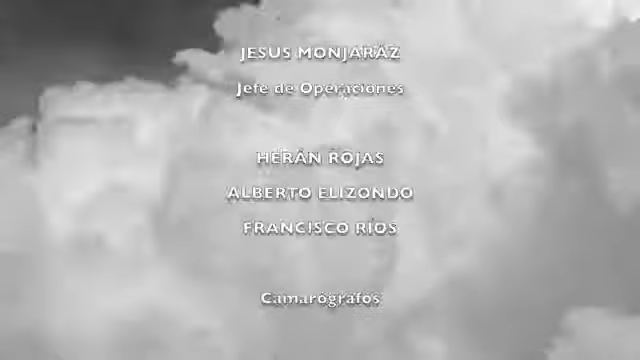 JESUS MONJARAZ
Jefe de Operaciones
HERÁN ROJAS
ALBERTO ELIZONDO
FRANCISCO RÍOS
Camarógrafos